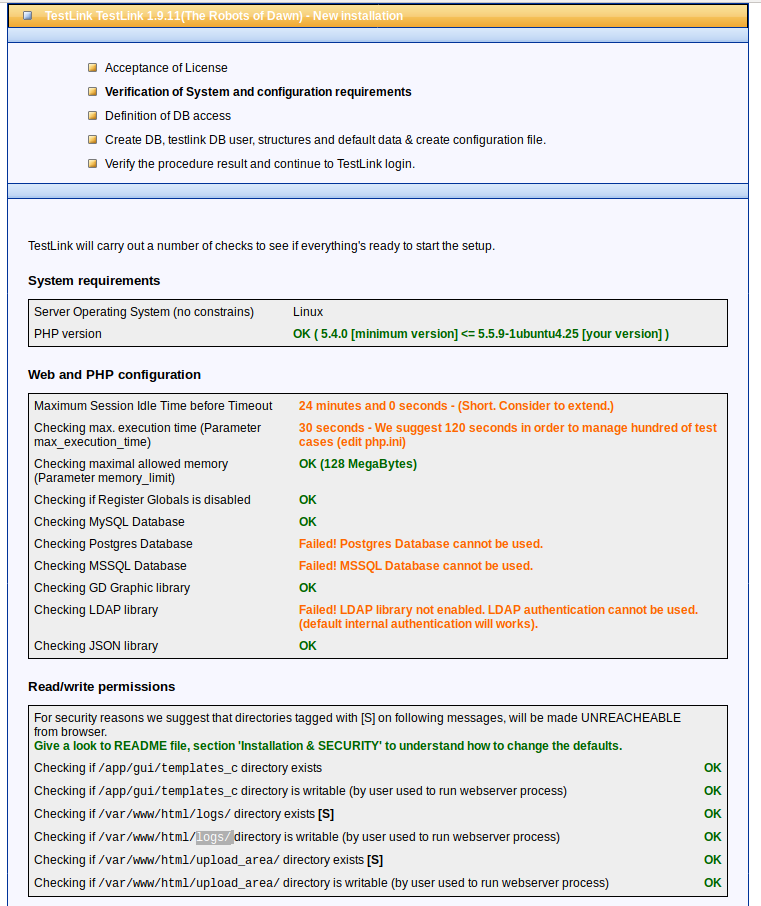 TestLink TestLink 1.9.11(The Robots of Dawn) - New installation
Acceptance of License
Verification of System and configuration requirements
Definition of DB access
Create DB, testlink DB user, structures and default data & create configuration file.
Verify the procedure result and continue to TestLink login.
TestLink will carry out a number of checks to see if everything's ready to start the setup.
System requirements
Server Operating System (no constrains) Linux
PHP version OK ( 5.4.0 [minimum version] <= 5.5.9-1ubuntu4.25 [your version] )
Web and PHP configuration
Maximum Session Idle Time before Timeout 24 minutes and 0 seconds - (Short. Consider to extend.)
Checking max. execution time (Parameter 30 seconds - We suggest 120 seconds in order to manage hundred of test
max_execution_time) cases (edit php.ini)
Checking maximal allowed memory OK (128 MegaBytes)
(Parameter memory_limit)
Checking if Register Globals is disabled OK
Checking MySQL Database OK
Checking Postgres Database Failed! Postgres Database cannot be used.
Checking MSSQL Database Failed! MSSQL Database cannot be used.
Checking GD Graphic library OK
Checking LDAP library Failed! LDAP library not enabled. LDAP authentication cannot be used.
(default internal authentication will works).
Checking JSON library OK
Read/write permissions
For security reasons we suggest that directories tagged with [S] on following messages, will be made UNREACHEABLE
from browser.
Give a look to README file, section 'Installation & SECURITY' to understand how to change the defaults.
Checking if /app/gui/templates_c directory exists OK
Checking if /app/gui/templates_c directory is writable (by user used to run webserver process) OK
Checking if /var/www/html/logs/ directory exists [S] OK
Checking if /var/www/html/logs/ directory is writable (by user used to run webserver process) OK
Checking if /var/www/html/upload_area/ directory exists [S] OK
Checking if /var/www/html/upload_area/ directory is writable (by user used to run webserver process) OK